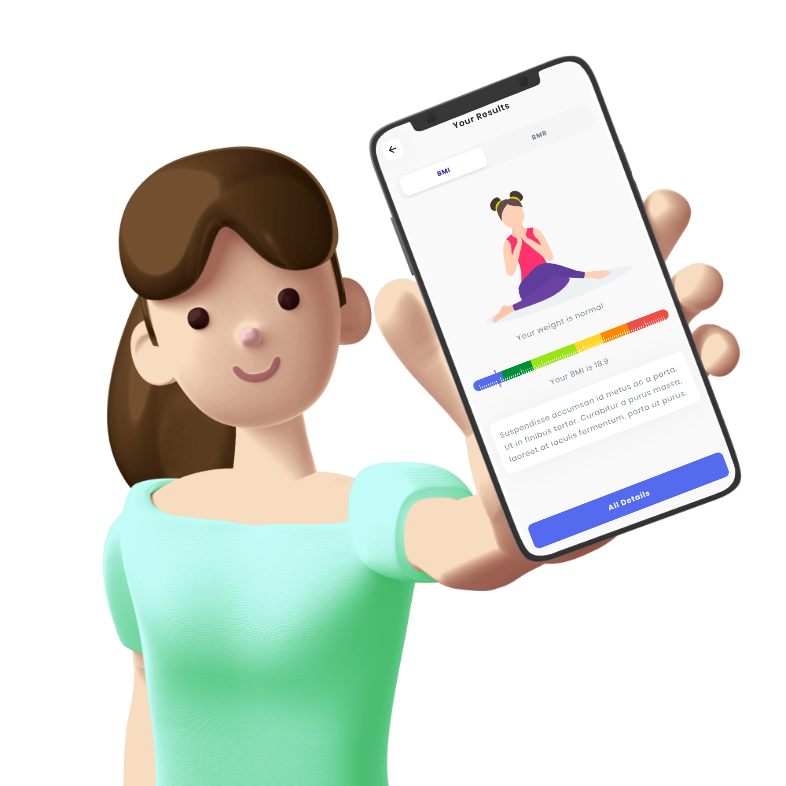 Your Results
BMI BMR
Your weight is normal
Your BMI is 18.9
Suspendisse accumsan id metus ac a porta.
Ut in finibus tortor. Curabitur a purus massa,
laoreet at iaculis fermentum, porta ut purus.
All Details